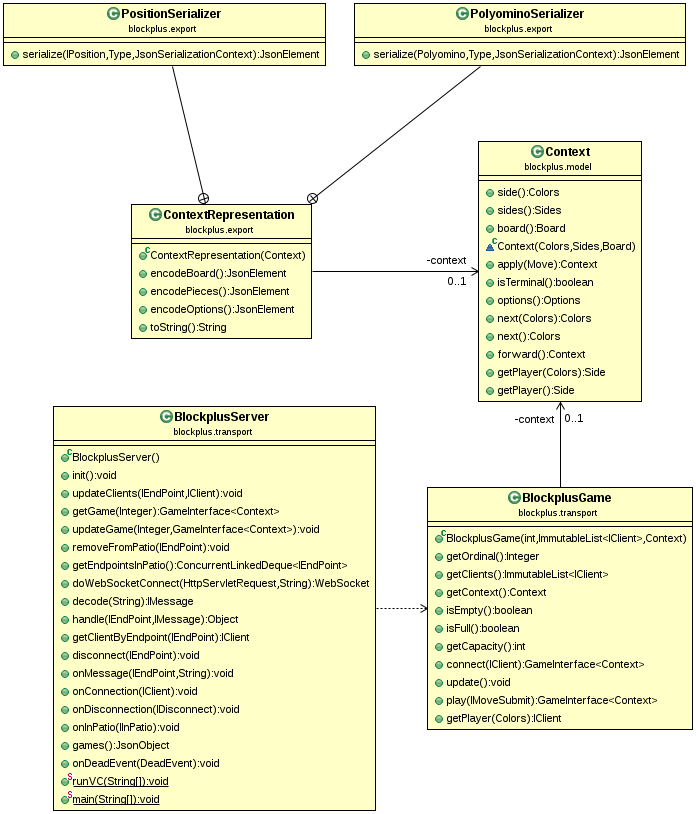 PositionSerializer
blockplus.export
serialize(IPosition,Type,JsonSerializationContext):JsonElement
PolyominoSerializer
blockplus.export
serialize(Polyomino,Type,JsonSerializationContext):JsonElement
Context
blockplus.model
side():Colors
sides():Sides
board():Board
Context(Colors,Sides,Board)
apply(Move):Context
isTerminal():boolean
options():Options
next(Colors):Colors
next():Colors
forward():Context
getPlayer(Colors):Side
getPlayer():Side
ContextRepresentation
blockplus.export
ContextRepresentation(Context)
encodeBoard():JsonElement
encodePieces():JsonElement
encodeOptions():JsonElement
toString():String
-context
0..1
-context
0..1
BlockplusServer
blockplus.transport
BlockplusServer()
init():void
updateClients(IEndPoint,IClient):void
getGame(Integer):GameInterface<Context>
updateGame(Integer,GameInterface<Context>):void
removeFromPatio(IEndPoint):void
getEndpointsInPatio():ConcurrentLinkedDeque<IEndPoint>
doWebSocketConnect(HttpServletRequest,String):WebSocket
decode(String):IMessage
handle(IEndPoint,IMessage):Object
getClientByEndpoint(IEndPoint):IClient
disconnect(IEndPoint):void
onMessage(IEndPoint,String):void
onConnection(IClient):void
onDisconnection(IDisconnect):void
onInPatio(IInPatio):void
games():JsonObject
onDeadEvent(DeadEvent):void
runVC(String[]):void
main(String[]):void
BlockplusGame
blockplus.transport
BlockplusGame(int,ImmutableList<IClient>,Context)
getOrdinal():Integer
getClients():ImmutableList<IClient>
getContext():Context
isEmpty():boolean
isFull():boolean
getCapacity():int
connect(IClient):GameInterface<Context>
update():void
play(IMoveSubmit):GameInterface<Context>
getPlayer(Colors):IClient